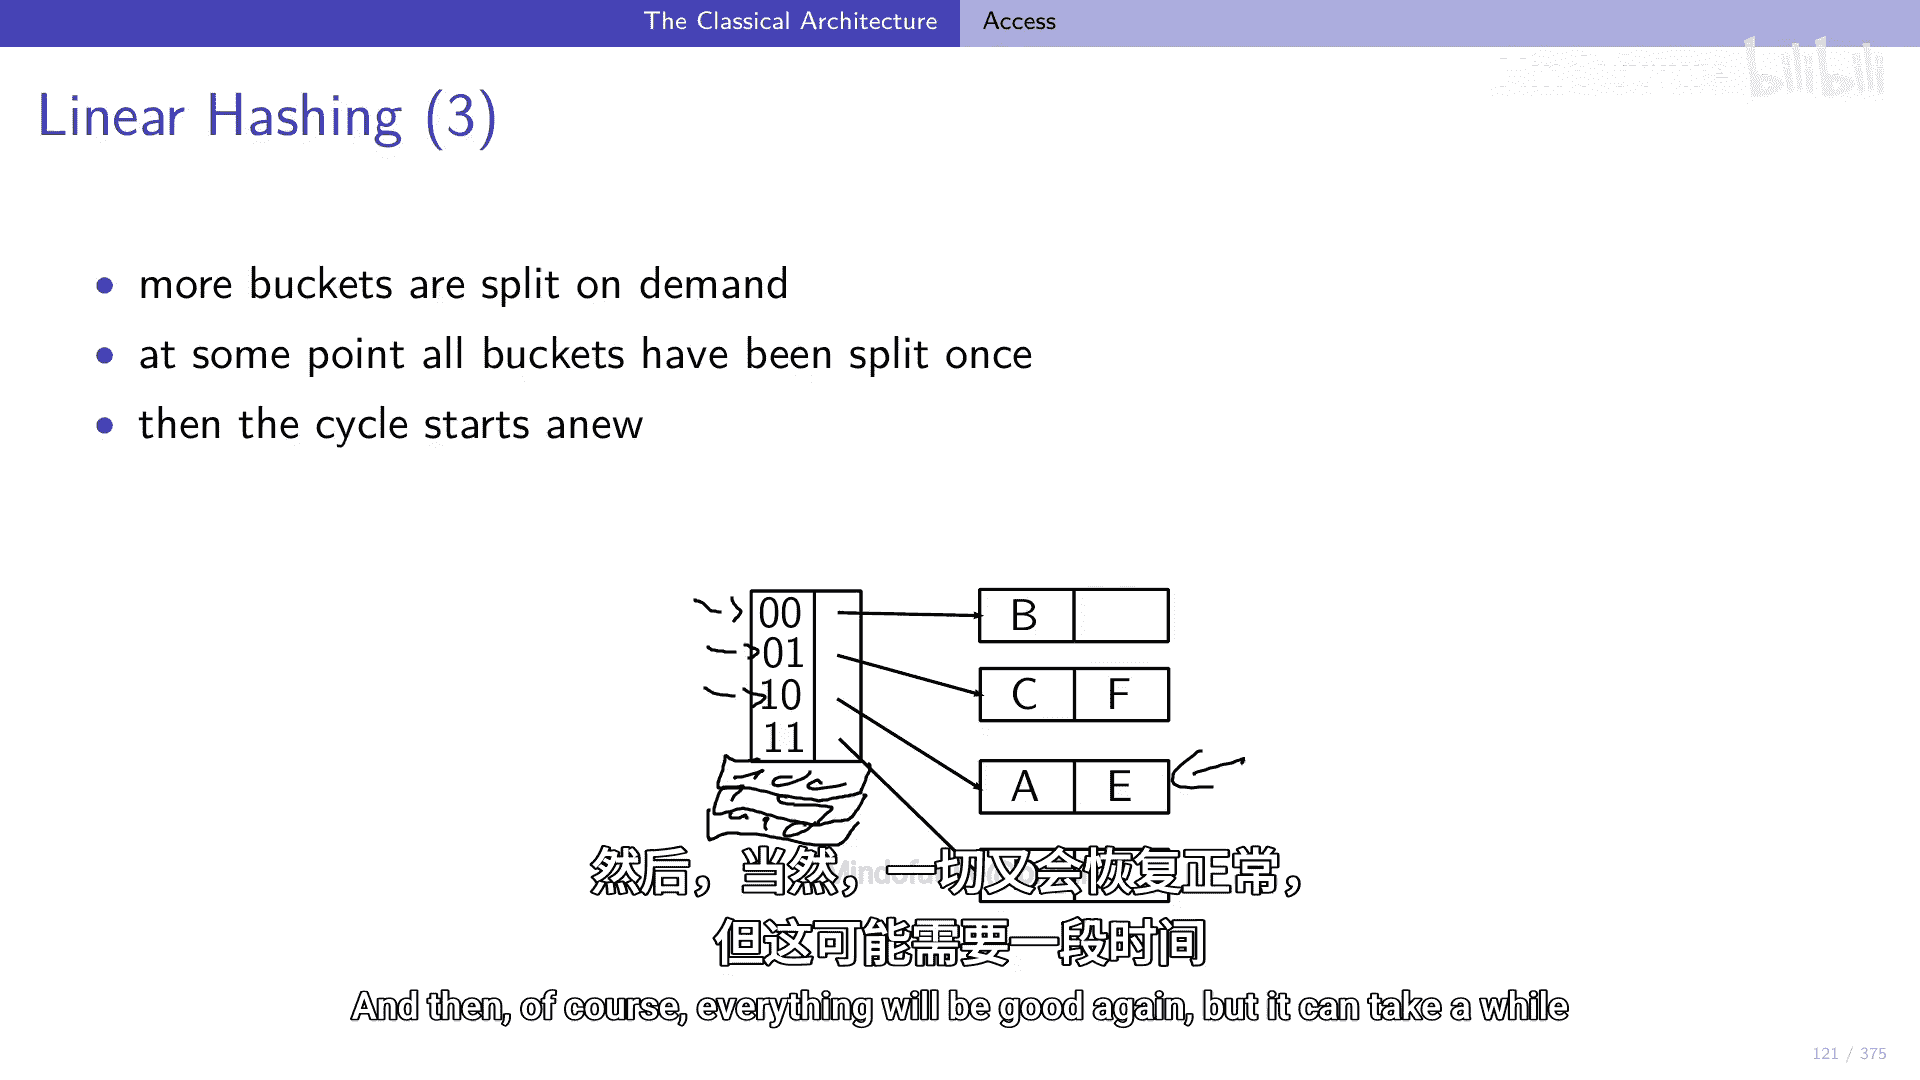 The Classical Architecture Access
bilibili
Linear Hashing (3)
• more buckets are split on demand
• at some point all buckets have been split once
• then the cycle starts anew
00
01
10
11
B
C F
A E
然后，当然，一切又会恢复正常，
但这可能需要一段时间
And then, of course, everything will be good again, but it can take a while
121 / 375